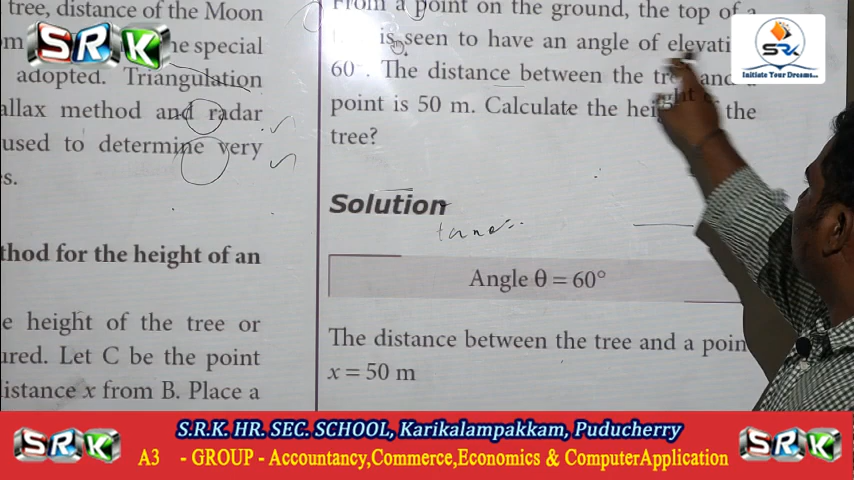 tree, distance of the Moon
he special
adopted. Triangulation
allax method and radar
used to determine very
s.
thod for the height of an
e height of the tree or
ured. Let C be the point
distance x from B. Place a
From a point on the ground, the top of a
is seen to have an angle of elevati
60°. The distance between the tre and a
point is 50 m. Calculate the height the
tree?
Solution
Angle θ = 60°
The distance between the tree and a poin
x = 50 m
SRK
SRK
Initiate Your Dreams...
SRK
S.R.K. HR. SEC. SCHOOL, Karikalampakkam, Puducherry
A3 - GROUP - Accountancy,Commerce,Economics & ComputerApplication
SRK